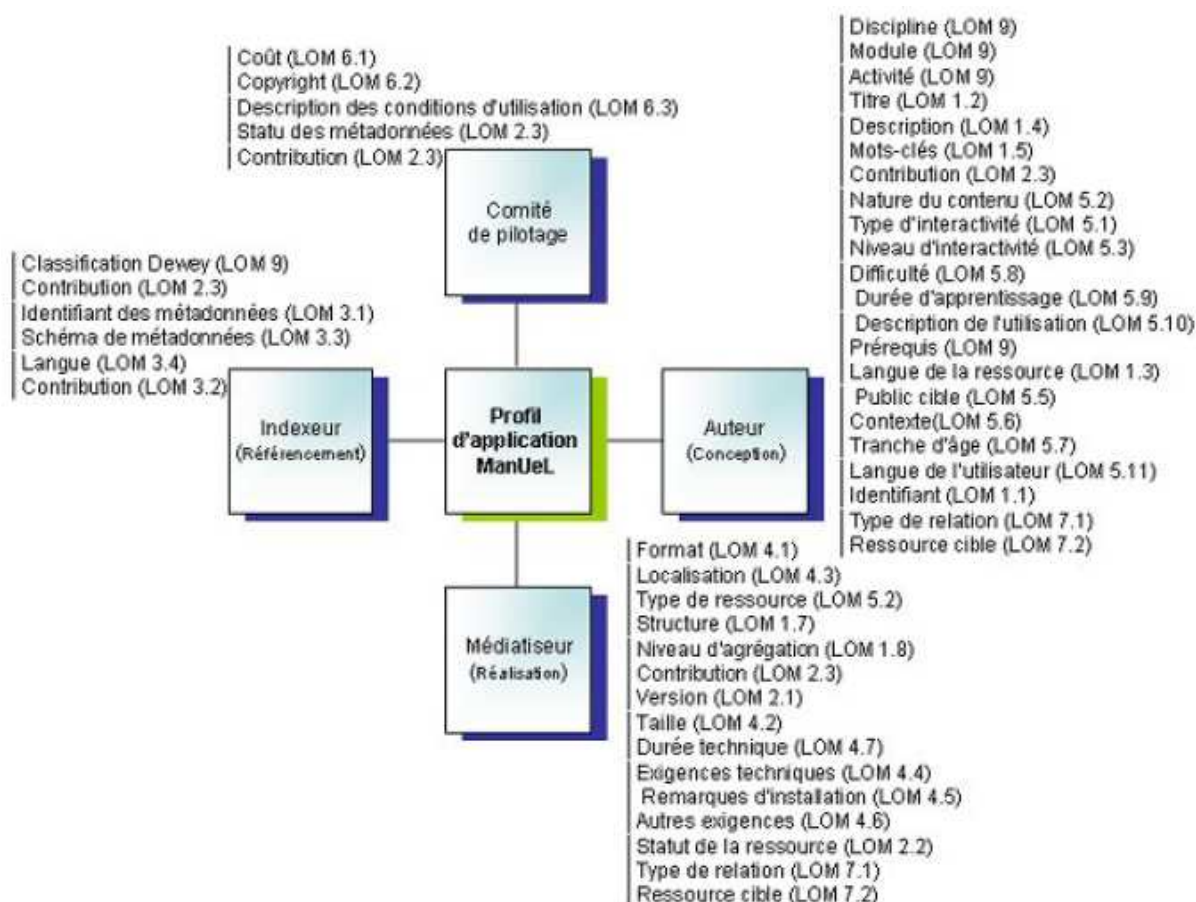 Coût (LOM 6.1)
Copyright (LOM 6.2)
Description des conditions d'utilisation (LOM 6.3)
Statu des métadonnées (LOM 2.3)
Contribution (LOM 2.3)
Comité
de pilotage
Classification Dewey (LOM 9)
Contribution (LOM 2.3)
Identifiant des métadonnées (LOM 3.1)
Schéma de métadonnées (LOM 3.3)
Langue (LOM 3.4)
Contribution (LOM 3.2)
Indexeur
(Référencement)
Profil
d'application
ManUeL
Auteur
(Conception)
Discipline (LOM 9)
Module (LOM 9)
Activité (LOM 9)
Titre (LOM 1.2)
Description (LOM 1.4)
Mots-clés (LOM 1.5)
Contribution (LOM 2.3)
Nature du contenu (LOM 5.2)
Type d'interactivité (LOM 5.1)
Niveau d'interactivité (LOM 5.3)
Difficulté (LOM 5.8)
Durée d'apprentissage (LOM 5.9)
Description de l'utilisation (LOM 5.10)
Prérequis (LOM 9)
Langue de la ressource (LOM 1.3)
Public cible (LOM 5.5)
Contexte(LOM 5.6)
Tranche d'âge (LOM 5.7)
Langue de l'utilisateur (LOM 5.11)
Identifiant (LOM 1.1)
Type de relation (LOM 7.1)
Ressource cible (LOM 7.2)
Médiatiseur
(Réalisation)
Format (LOM 4.1)
Localisation (LOM 4.3)
Type de ressource (LOM 5.2)
Structure (LOM 1.7)
Niveau d'agrégation (LOM 1.8)
Contribution (LOM 2.3)
Version (LOM 2.1)
Taille (LOM 4.2)
Durée technique (LOM 4.7)
Exigences techniques (LOM 4.4)
Remarques d'installation (LOM 4.5)
Autres exigences (LOM 4.6)
Statut de la ressource (LOM 2.2)
Type de relation (LOM 7.1)
Ressource cible (LOM 7.2)